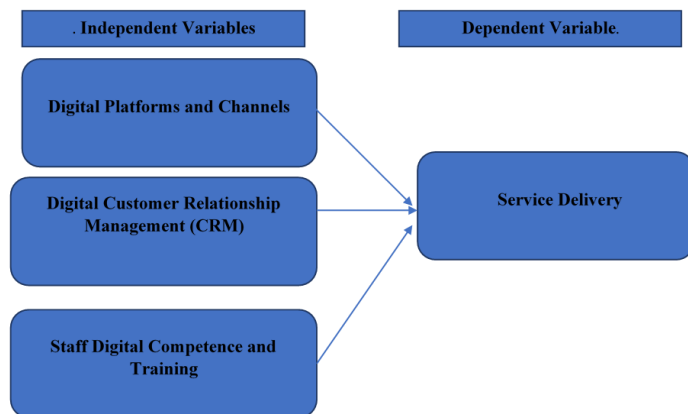 . Independent Variables
Dependent Variable.
Digital Platforms and Channels
Digital Customer Relationship
Management (CRM)
Service Delivery
Staff Digital Competence and
Training